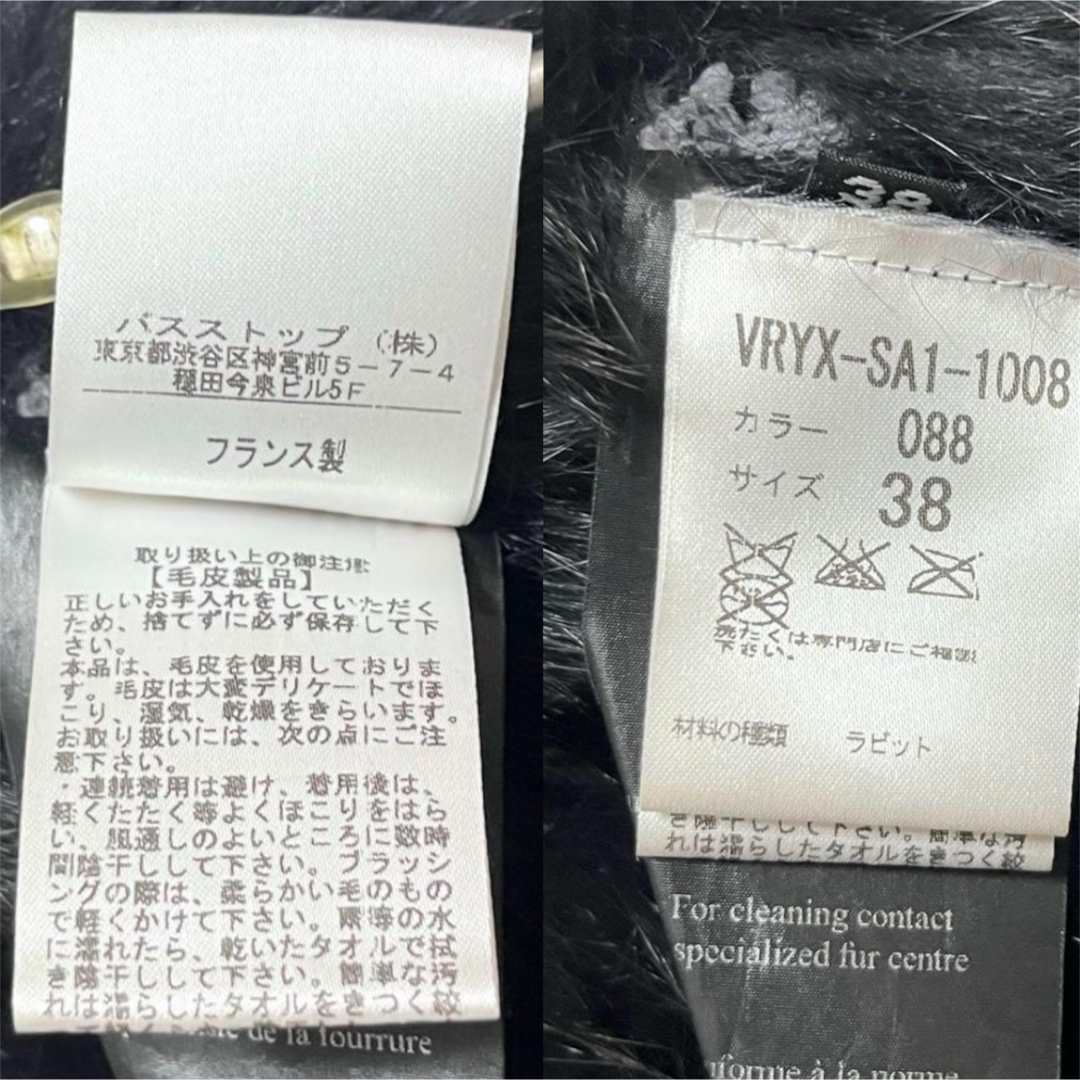 バスストップ(株)
東京都渋谷区神宮前5-7-4
穏田今泉ビル5F
フランス製
取り扱い上の御注意
【毛皮製品】
正しいお手入れをしていただく
ため、捨てずに必ず保存して下
さい。
本品は、毛皮を使用しておりま
す。毛皮は大変デリケートでほ
こり、湿気、乾燥をきらいます。
お取り扱いには、次の点にご注
意下さい。
・連続着用は避け、着用後は、
軽くたたく等よくほこりをはら
い、風通しのよいところに数時
間陰干しして下さい。ブラッシ
ングの際は、柔らかい毛のもの
で軽くかけて下さい。雨等の水
に濡れたら、乾いたタオルで拭
き陰干しして下さい。簡単な汚
れは濡らしたタオルをきつく絞
de la fourrure
38
VRYX-SA1-1008
カラー 088
サイズ 38
洗たくは専門店にご相談
下さい。
材料の種類 ラビット
き陰干しして下さい。簡単な汚
れは濡らしたタオルをきつく絞
For cleaning contact
specialized fur centre
à la norme